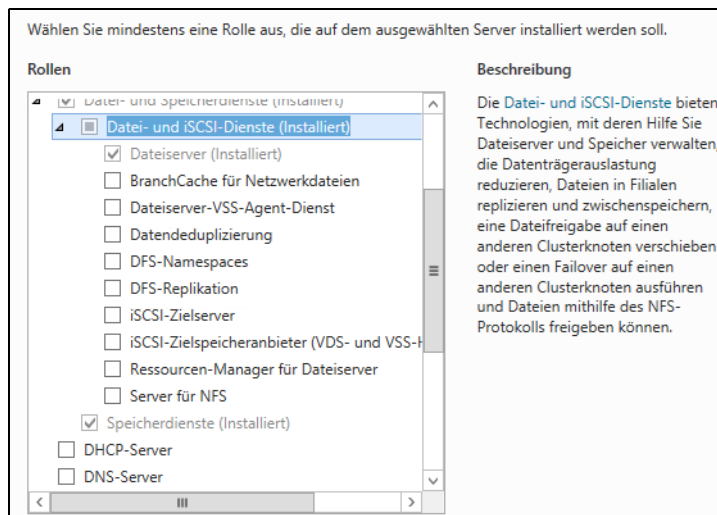 Wählen Sie mindestens eine Rolle aus, die auf dem ausgewählten Server installiert werden soll.
Rollen
Datei- und Speicherdienste (Installiert)
Datei- und iSCSI-Dienste (Installiert)
Dateiserver (Installiert)
BranchCache für Netzwerkdateien
Dateiserver-VSS-Agent-Dienst
Datendeduplizierung
DFS-Namespaces
DFS-Replikation
iSCSI-Zielserver
iSCSI-Zielspeicheranbieter (VDS- und VSS-H
Ressourcen-Manager für Dateiserver
Server für NFS
Speicherdienste (Installiert)
DHCP-Server
DNS-Server
Beschreibung
Die Datei- und iSCSI-Dienste bieten
Technologien, mit deren Hilfe Sie
Dateiserver und Speicher verwalten,
die Datenträgerauslastung
reduzieren, Dateien in Filialen
replizieren und zwischenspeichern,
eine Dateifreigabe auf einen
anderen Clusterknoten verschieben
oder einen Failover auf einen
anderen Clusterknoten ausführen
und Dateien mithilfe des NFS-
Protokolls freigeben können.